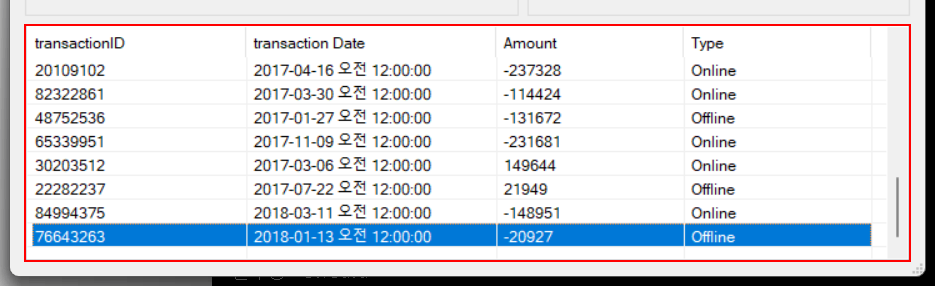 transactionID transaction Date Amount Type
20109102 2017-04-16 오전 12:00:00 -237328 Online
82322861 2017-03-30 오전 12:00:00 -114424 Online
48752536 2017-01-27 오전 12:00:00 -131672 Offline
65339951 2017-11-09 오전 12:00:00 -231681 Online
30203512 2017-03-06 오전 12:00:00 149644 Online
22282237 2017-07-22 오전 12:00:00 21949 Offline
84994375 2018-03-11 오전 12:00:00 -148951 Online
76643263 2018-01-13 오전 12:00:00 -20927 Offline